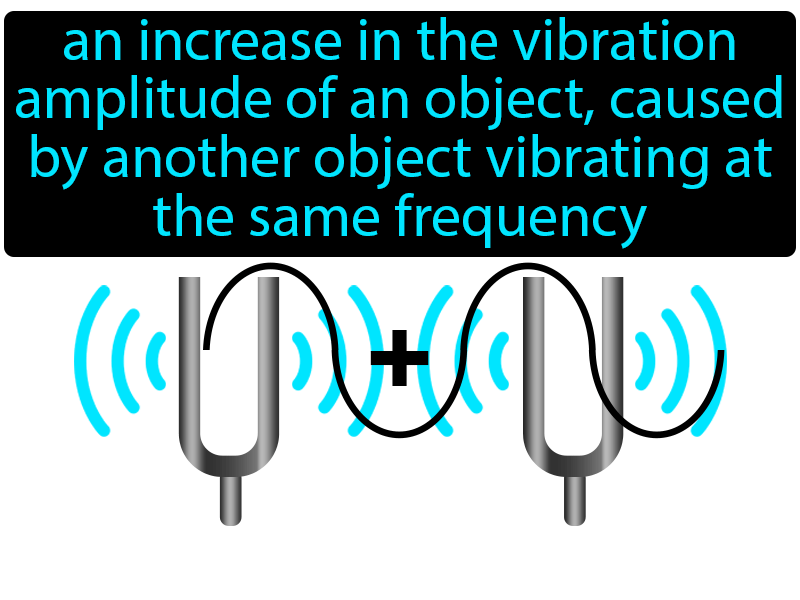 an increase in the vibration
amplitude of an object, caused
by another object vibrating at
the same frequency
+